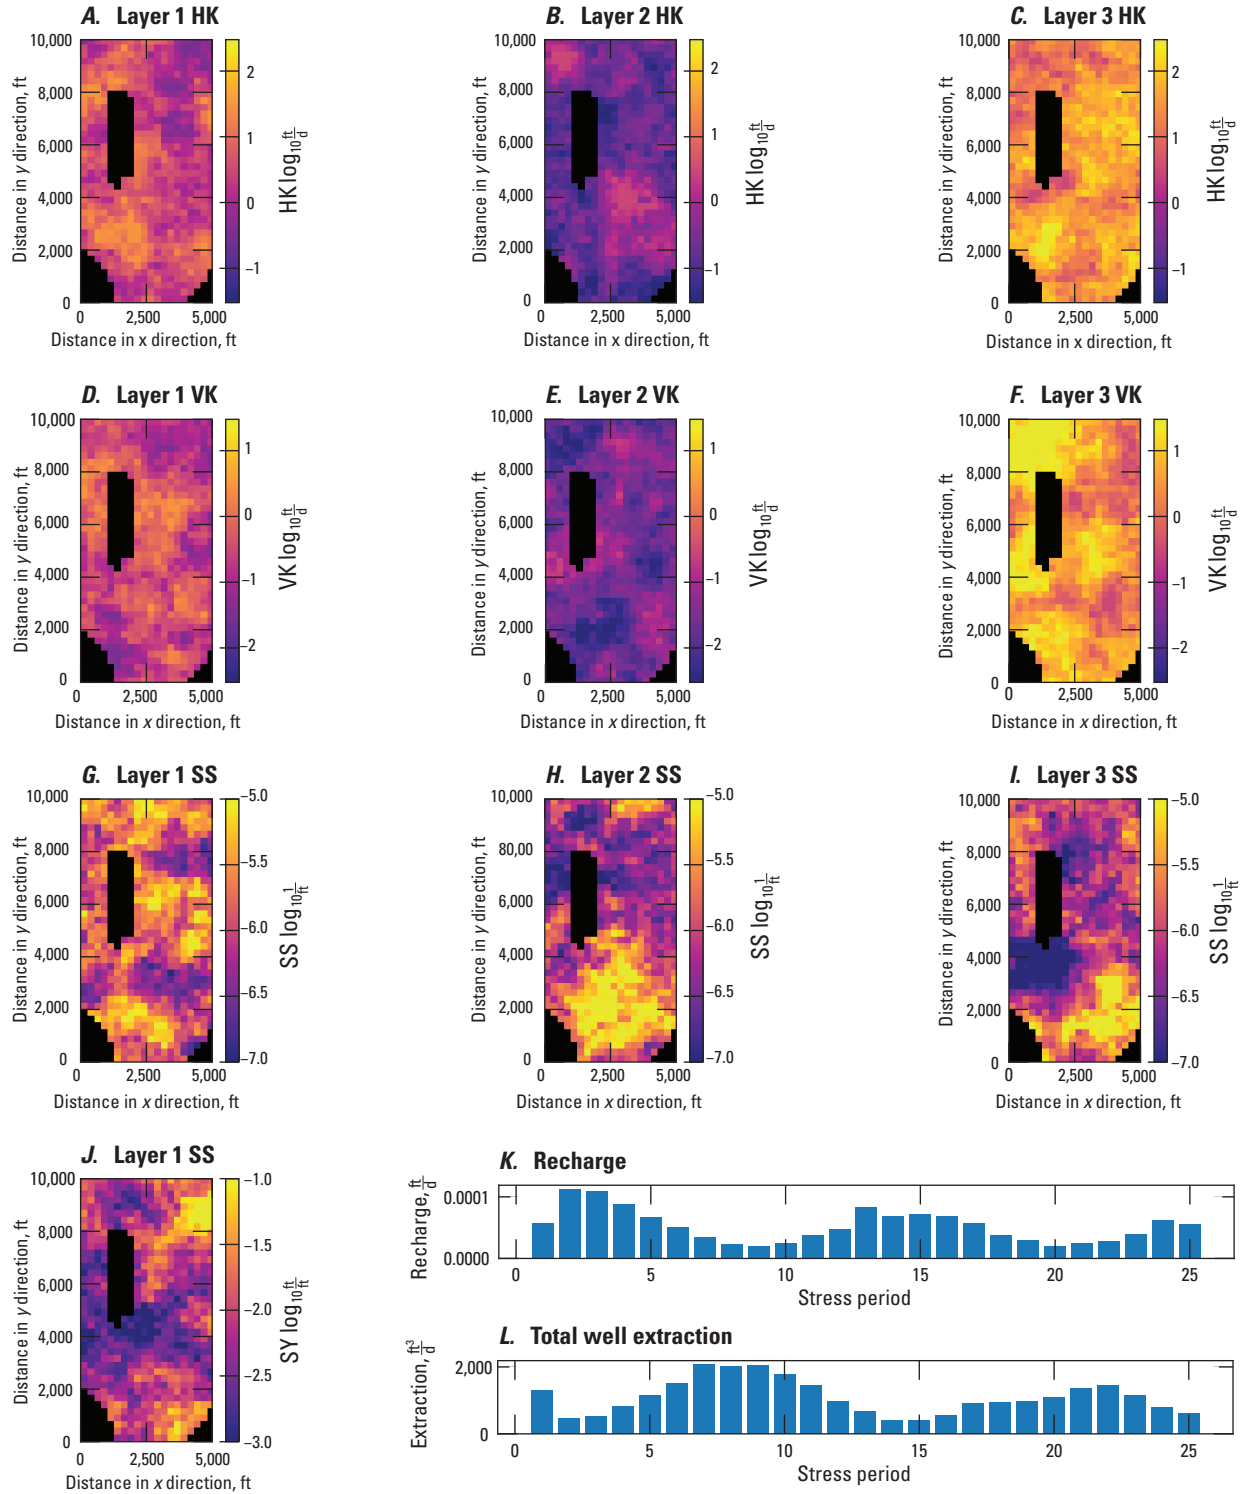 A. Layer 1 HK
10,000
8,000
6,000
4,000
2,000
0
0 2,500 5,000
Distance in x direction, ft
Distance in y direction, ft
2
1
0
−1
HK log10 ft/d
B. Layer 2 HK
10,000
8,000
6,000
4,000
2,000
0
0 2,500 5,000
Distance in x direction, ft
Distance in y direction, ft
2
1
0
−1
HK log10 ft/d
C. Layer 3 HK
10,000
8,000
6,000
4,000
2,000
0
0 2,500 5,000
Distance in x direction, ft
Distance in y direction, ft
2
1
0
−1
HK log10 ft/d
D. Layer 1 VK
10,000
8,000
6,000
4,000
2,000
0
0 2,500 5,000
Distance in x direction, ft
Distance in y direction, ft
1
0
−1
−2
VK log10 ft/d
E. Layer 2 VK
10,000
8,000
6,000
4,000
2,000
0
0 2,500 5,000
Distance in x direction, ft
Distance in y direction, ft
1
0
−1
−2
VK log10 ft/d
F. Layer 3 VK
10,000
8,000
6,000
4,000
2,000
0
0 2,500 5,000
Distance in x direction, ft
Distance in y direction, ft
1
0
−1
−2
VK log10 ft/d
G. Layer 1 SS
10,000
8,000
6,000
4,000
2,000
0
0 2,500 5,000
Distance in x direction, ft
Distance in y direction, ft
−5.0
−5.5
−6.0
−6.5
−7.0
SS log10 1/ft
H. Layer 2 SS
10,000
80,00
6,000
4,000
2,000
0
0 2,500 5,000
Distance in x direction, ft
Distance in y direction, ft
−5.0
−5.5
−6.0
−6.5
−7.0
SS log10 1/ft
I. Layer 3 SS
10,000
8,000
6,000
4,000
2,000
0
0 2,500 5,000
Distance in x direction, ft
Distance in y direction, ft
−5.0
−5.5
−6.0
−6.5
−7.0
SS log10 1/ft
J. Layer 1 SS
10,000
8,000
6,000
4,000
2,000
0
0 2,500 5,000
Distance in x direction, ft
Distance in y direction, ft
−1.0
−1.5
−2.0
−2.5
−3.0
SY log10 ft/ft
K. Recharge
Recharge, ft/d
0.0001
0.0000
0 5 10 15 20 25
Stress period
L. Total well extraction
Extraction, ft³/d
2,000
0
0 5 10 15 20 25
Stress period